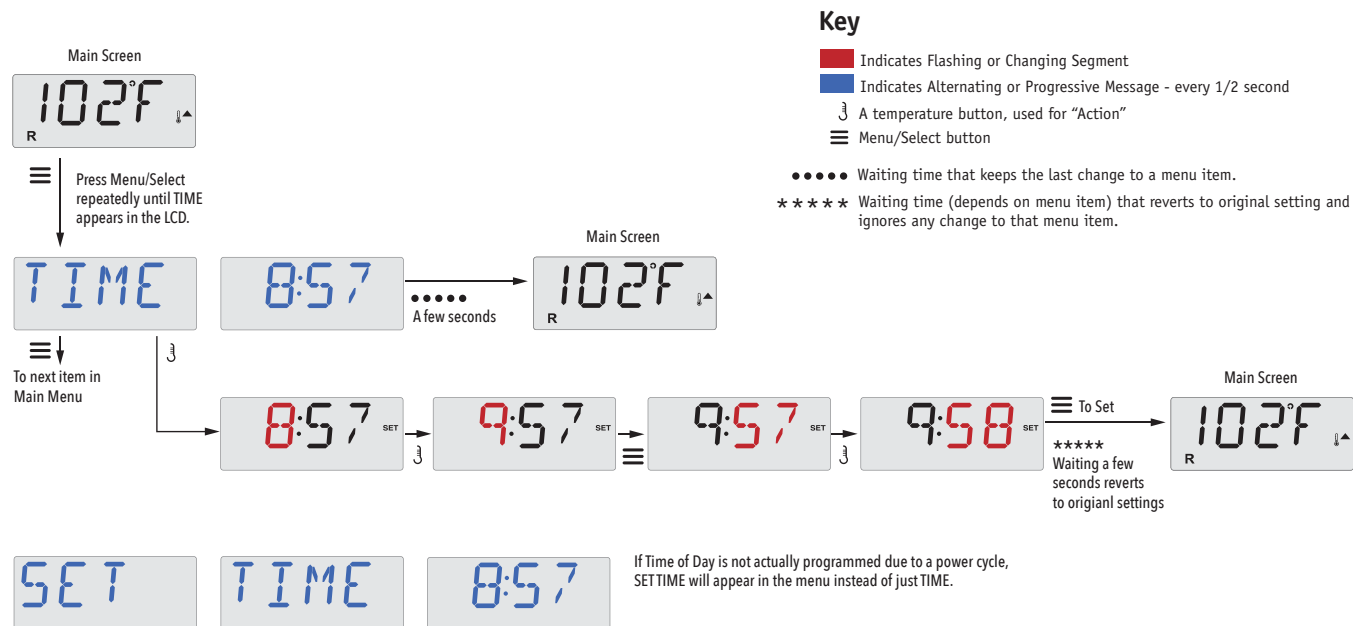 Key
Indicates Flashing or Changing Segment
Indicates Alternating or Progressive Message - every 1/2 second
A temperature button, used for “Action”
Menu/Select button
••••• Waiting time that keeps the last change to a menu item.
***** Waiting time (depends on menu item) that reverts to original setting and
ignores any change to that menu item.
Main Screen
102°F
R
Press Menu/Select
repeatedly until TIME
appears in the LCD.
TIME
8:57
•••••
A few seconds
Main Screen
102°F
R
To next item in
Main Menu
8:57 SET
9:57 SET
9:57 SET
9:58 SET
To Set
*****
Waiting a few
seconds reverts
to origianl settings
Main Screen
102°F
R
SET
TIME
8:57
If Time of Day is not actually programmed due to a power cycle,
SET TIME will appear in the menu instead of just TIME.